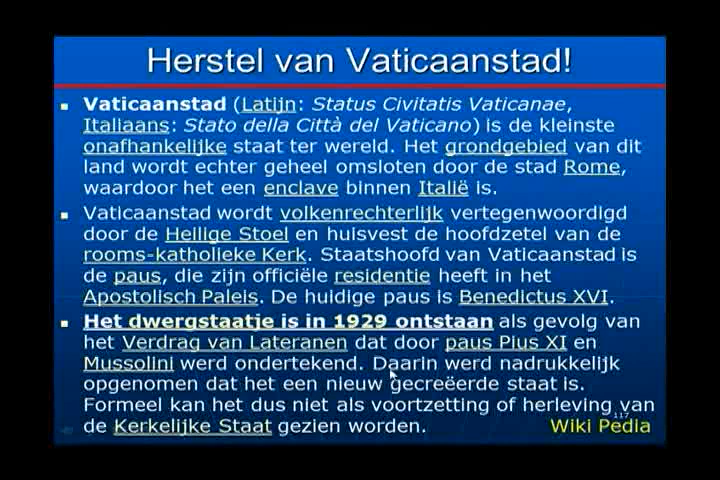 Herstel van Vaticaanstad!
Vaticaanstad (Latijn: Status Civitatis Vaticanae,
Italiaans: Stato della Città del Vaticano) is de kleinste
onafhankelijke staat ter wereld. Het grondgebied van dit
land wordt echter geheel omsloten door de stad Rome,
waardoor het een enclave binnen Italië is.
Vaticaanstad wordt volkenrechterlijk vertegenwoordigd
door de Heilige Stoel en huisvest de hoofdzetel van de
rooms-katholieke Kerk. Staatshoofd van Vaticaanstad is
de paus, die zijn officiële residentie heeft in het
Apostolisch Paleis. De huidige paus is Benedictus XVI.
Het dwergstaatje is in 1929 ontstaan als gevolg van
het Verdrag van Lateranen dat door paus Pius XI en
Mussolini werd ondertekend. Daarin werd nadrukkelijk
opgenomen dat het een nieuw gecreëerde staat is.
Formeel kan het dus niet als voortzetting of herleving van
de Kerkelijke Staat gezien worden.
117
Wiki Pedia